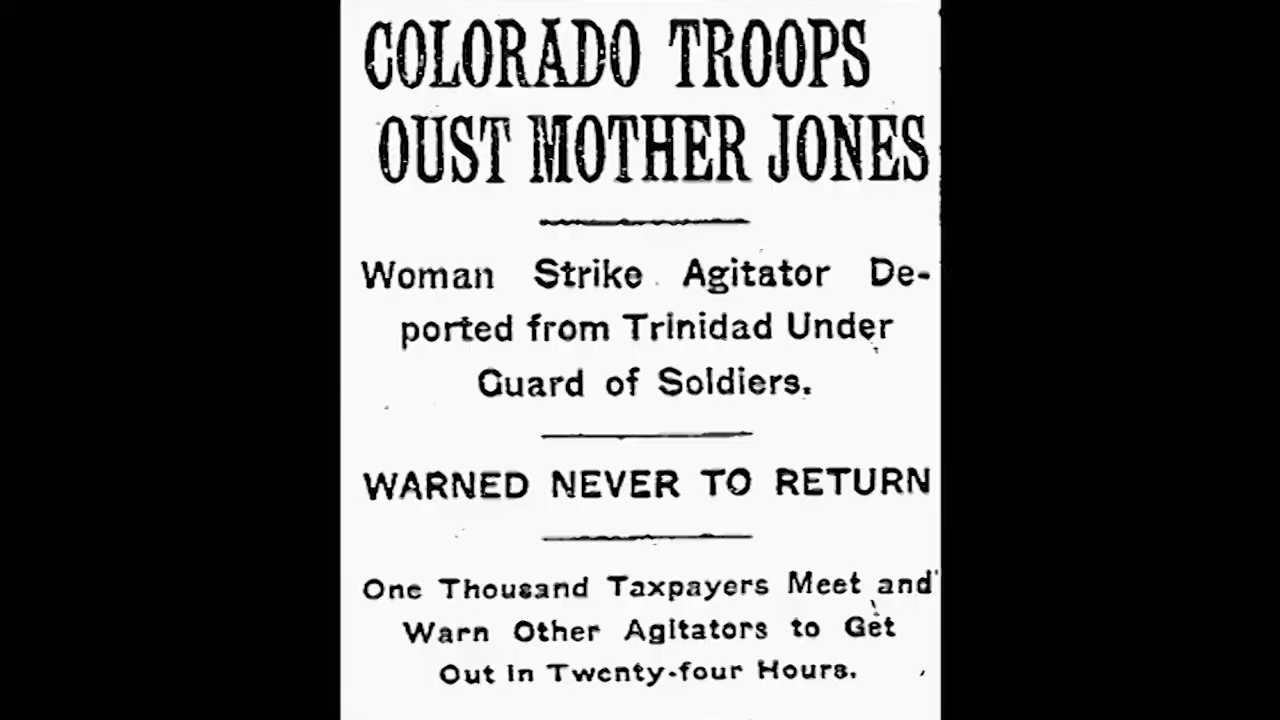 COLORADO TROOPS
OUST MOTHER JONES
Woman Strike Agitator De-
ported from Trinidad Under
Guard of Soldiers.
WARNED NEVER TO RETURN
One Thousand Taxpayers Meet and
Warn Other Agitators to Get
Out in Twenty-four Hours.